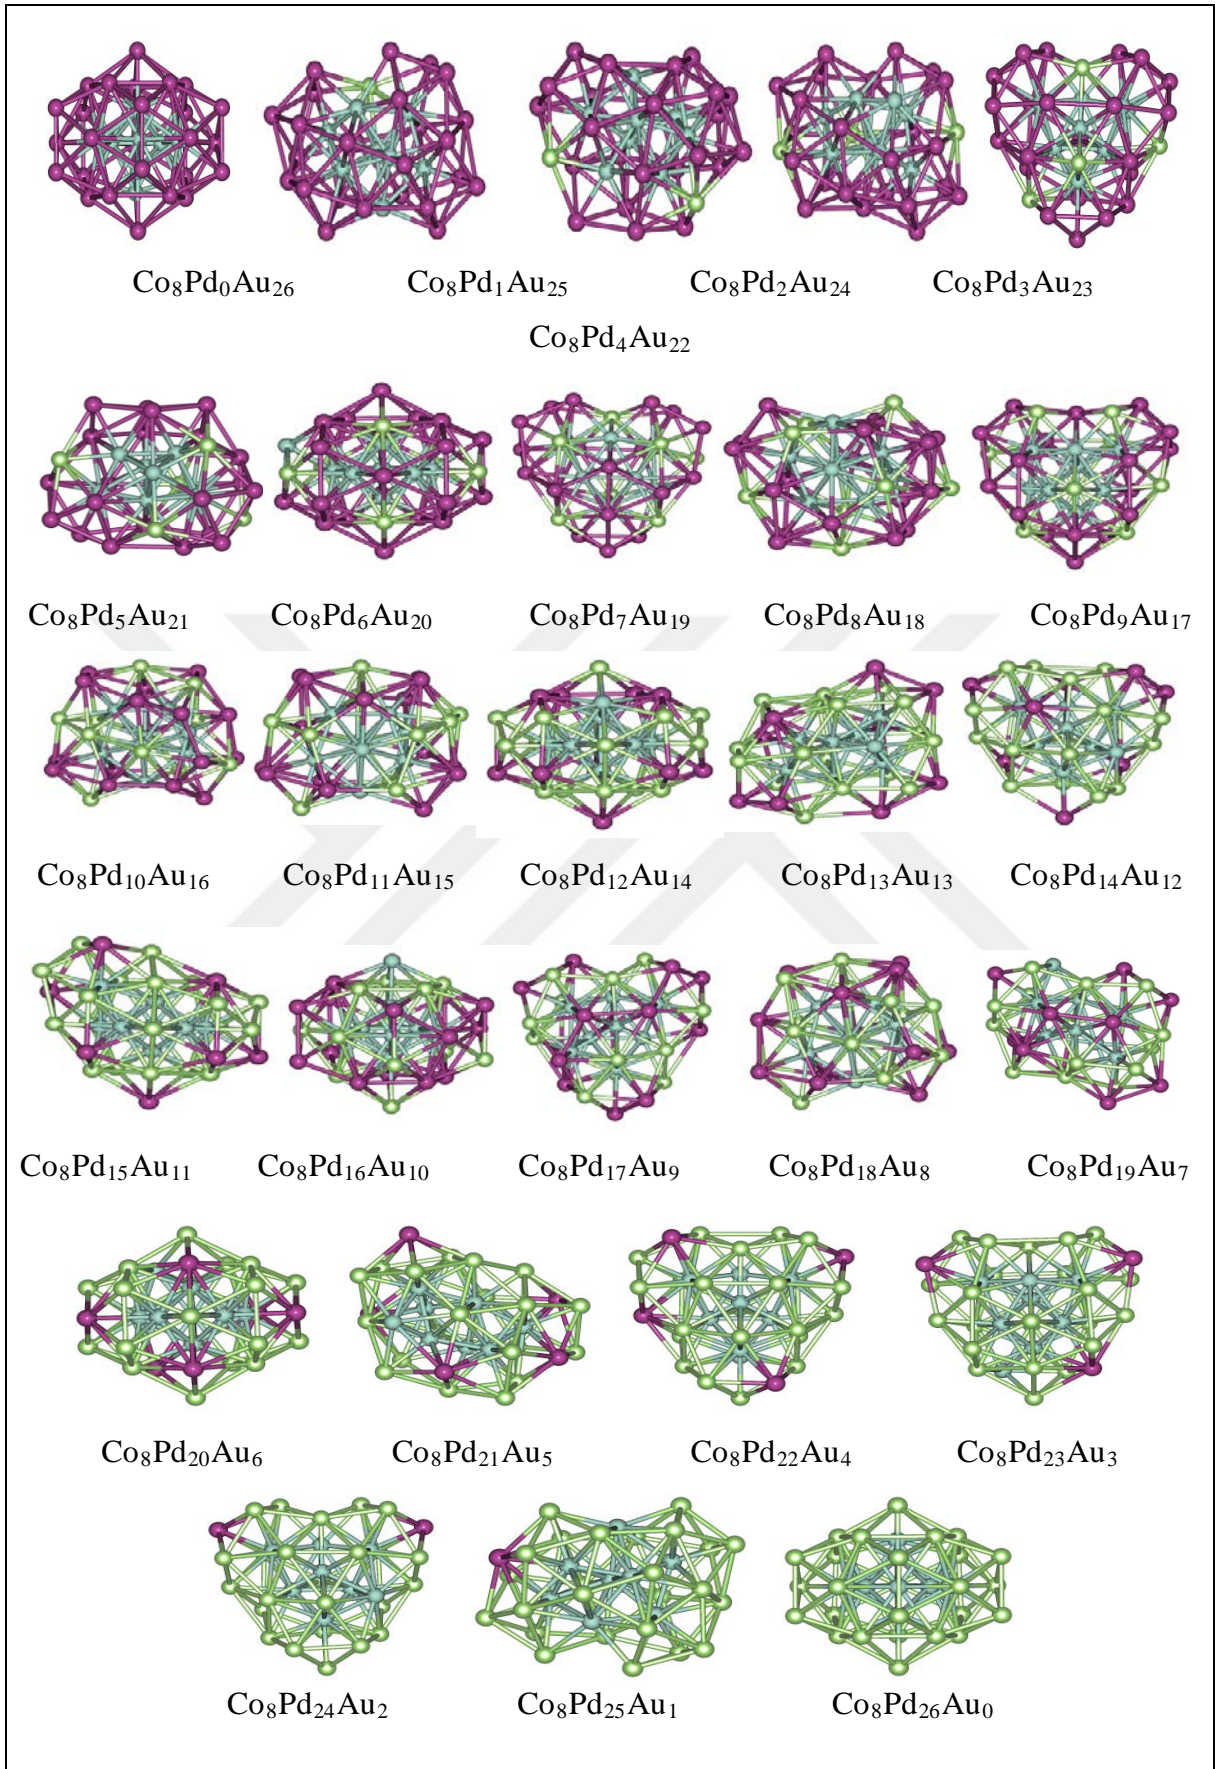 Co₈Pd₀Au₂₆ Co₈Pd₁Au₂₅ Co₈Pd₂Au₂₄ Co₈Pd₃Au₂₃
Co₈Pd₄Au₂₂
Co₈Pd₅Au₂₁ Co₈Pd₆Au₂₀ Co₈Pd₇Au₁₉ Co₈Pd₈Au₁₈ Co₈Pd₉Au₁₇
Co₈Pd₁₀Au₁₆ Co₈Pd₁₁Au₁₅ Co₈Pd₁₂Au₁₄ Co₈Pd₁₃Au₁₃ Co₈Pd₁₄Au₁₂
Co₈Pd₁₅Au₁₁ Co₈Pd₁₆Au₁₀ Co₈Pd₁₇Au₉ Co₈Pd₁₈Au₈ Co₈Pd₁₉Au₇
Co₈Pd₂₀Au₆ Co₈Pd₂₁Au₅ Co₈Pd₂₂Au₄ Co₈Pd₂₃Au₃
Co₈Pd₂₄Au₂ Co₈Pd₂₅Au₁ Co₈Pd₂₆Au₀